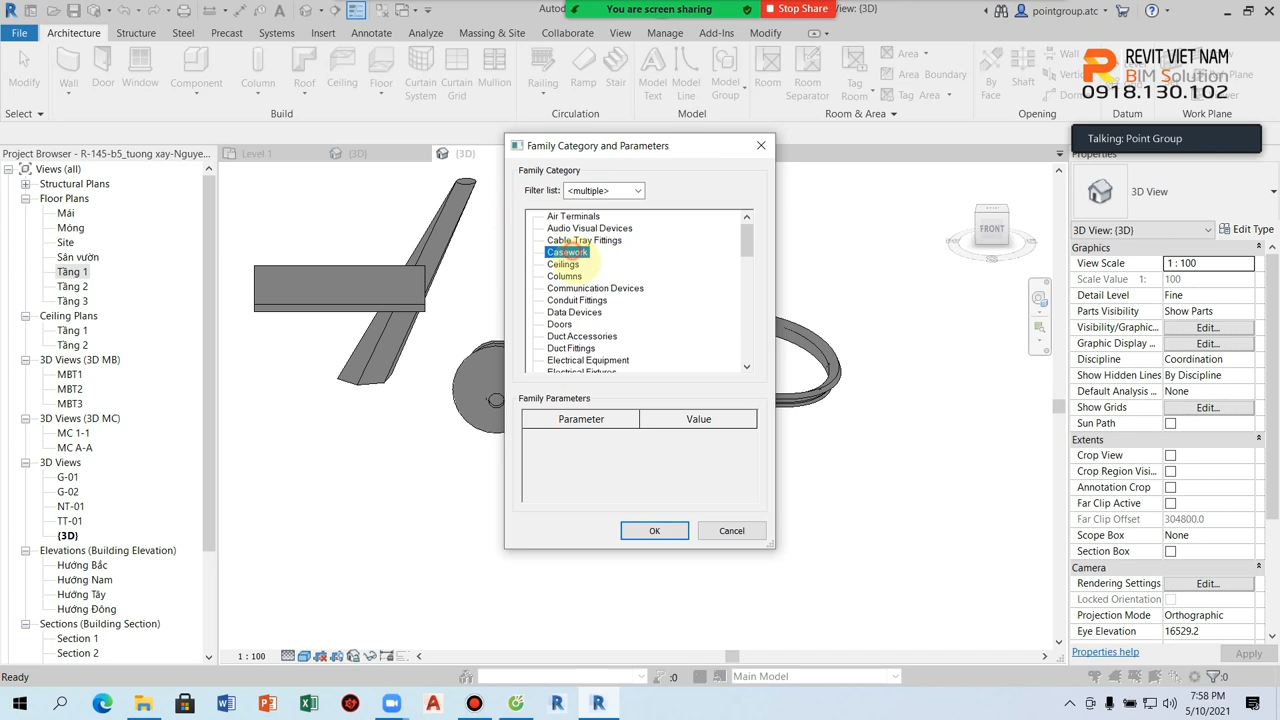 File
Architecture
Structure
Steel
Precast
Systems
Insert
Annotate
Analyze
Massing & Site
Collaborate
View
Manage
Add-Ins
Modify
You are screen sharing
Stop Share
Autod
View: {3D}
pointgroup.atc
Modify
Wall
Door
Window
Component
Column
Roof
Ceiling
Floor
Curtain System
Curtain Grid
Mullion
Railing
Ramp
Stair
Model Text
Model Line
Model Group
Room
Room Separator
Tag Room
Area
Area Boundary
Tag Area
By Face
Shaft
Wall
REVIT VIET NAM
BIM Solution
0918.130.102
Select
Build
Circulation
Model
Room & Area
Opening
Datum
Work Plane
Talking: Point Group
Project Browser - R-145-b5_tuong xay-Nguye...
Level 1
{3D}
{3D}
Properties
Views (all)
Structural Plans
Floor Plans
Mái
Móng
Site
Sân vườn
Tầng 1
Tầng 2
Tầng 3
Ceiling Plans
Tầng 1
Tầng 2
3D Views (3D MB)
MBT1
MBT2
MBT3
3D Views (3D MC)
MC 1-1
MC A-A
3D Views
G-01
G-02
NT-01
TT-01
{3D}
Elevations (Building Elevation)
Hướng Bắc
Hướng Nam
Hướng Tây
Hướng Đông
Sections (Building Section)
Section 1
Section 2
Family Category and Parameters
Family Category
Filter list: <multiple>
Air Terminals
Audio Visual Devices
Cable Tray Fittings
Casework
Ceilings
Columns
Communication Devices
Conduit Fittings
Data Devices
Doors
Duct Accessories
Duct Fittings
Electrical Equipment
Electrical Fixtures
Family Parameters
Parameter Value
OK Cancel
FRONT
3D View
3D View: {3D} Edit Type
Graphics
View Scale 1 : 100
Scale Value 100
Detail Level Fine
Parts Visibility Show Parts
Visibility/Graphic... Edit...
Graphic Display ... Edit...
Discipline Coordination
Show Hidden Lines By Discipline
Default Analysis ... None
Show Grids Edit...
Sun Path
Extents
Crop View
Crop Region Visi...
Annotation Crop
Far Clip Active
Far Clip Offset 304800.0
Scope Box None
Section Box
Camera
Rendering Settings Edit...
Locked Orientation
Projection Mode Orthographic
Eye Elevation 16529.2
Properties help Apply
1 : 100
Ready
:0
Main Model
:0
7:58 PM
5/10/2021